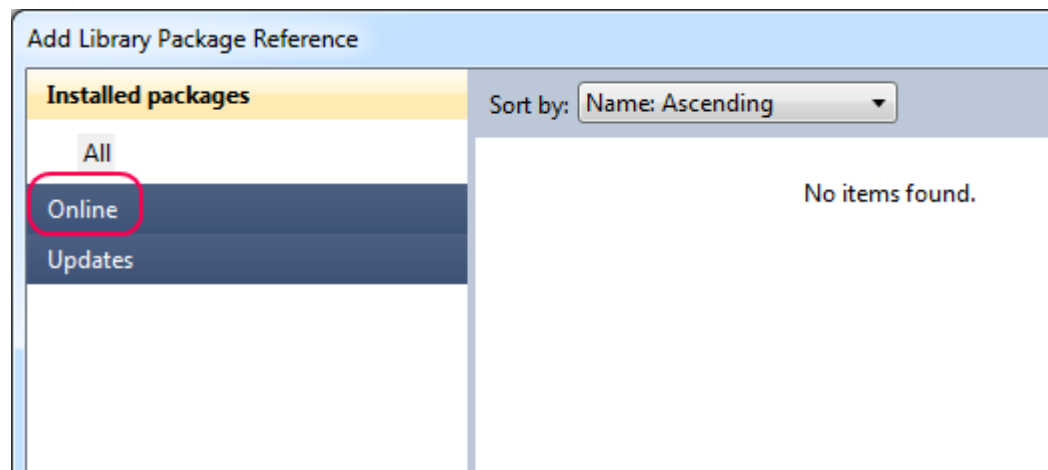 Add Library Package Reference
Installed packages
All
Online
Updates
Sort by: Name: Ascending
No items found.